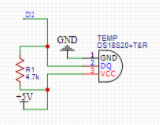 D2
TEMP
DS18S20+T&R
GND
1 GND
2 DQ
3 VCC
R1
4.7k
+5V